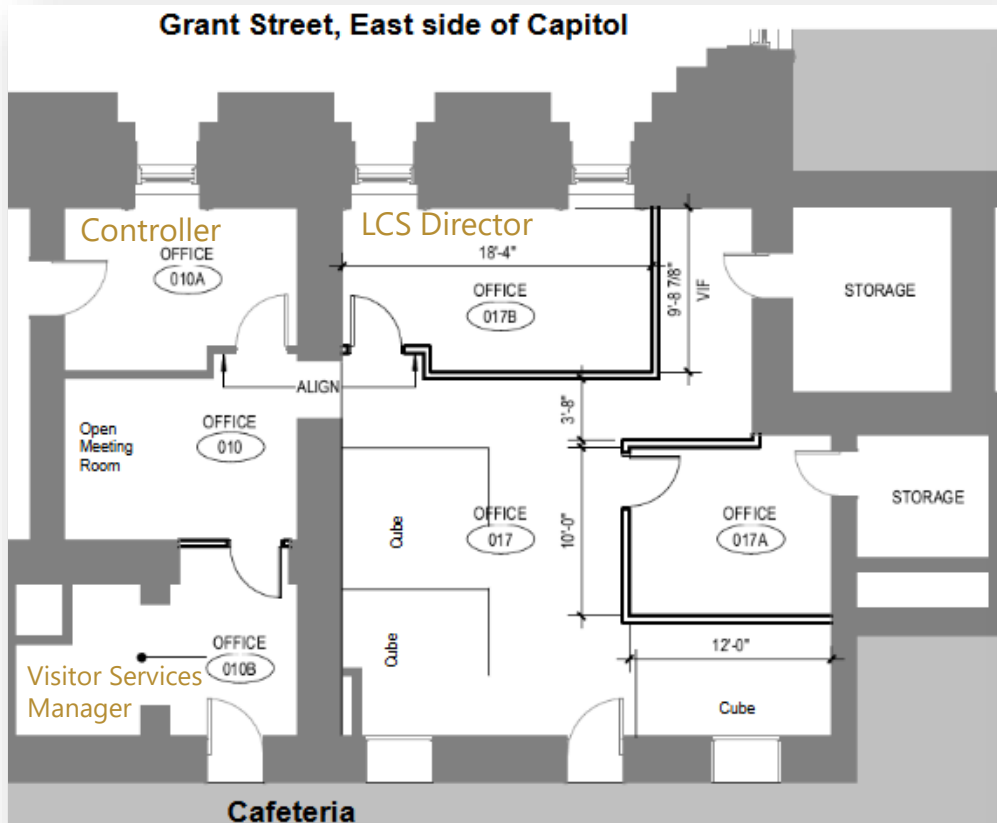 Grant Street, East side of Capitol
Controller
LCS Director
OFFICE
010A
18'-4"
OFFICE
017B
9'-8 7/8"
VIF
STORAGE
ALIGN
3'-8"
Open
Meeting
Room
OFFICE
010
Cube
OFFICE
017
10'-0"
OFFICE
017A
STORAGE
OFFICE
010B
Visitor Services
Manager
Cube
12'-0"
Cube
Cafeteria